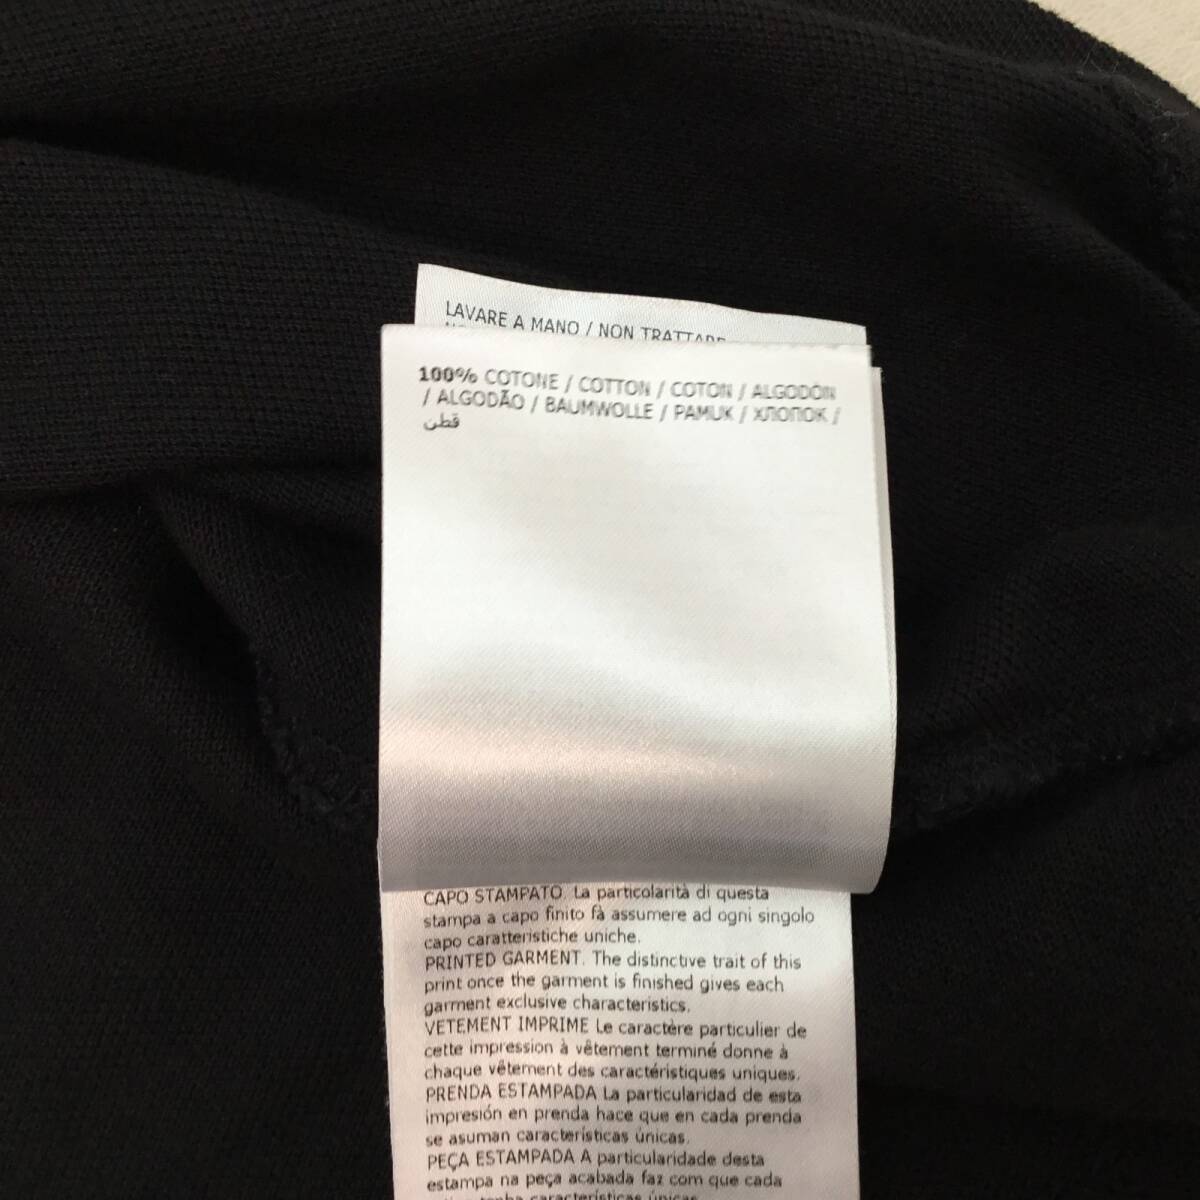 LAVARE A MANO / NON TRATTARE
100% COTONE / COTTON / COTON / ALGODÓN
/ ALGODÃO / BAUMWOLLE / PAMUK / ХЛОПОК /
قطن
CAPO STAMPATO. La particolarità di questa
stampa a capo finito fà assumere ad ogni singolo
capo caratteristiche uniche.
PRINTED GARMENT. The distinctive trait of this
print once the garment is finished gives each
garment exclusive characteristics.
VETEMENT IMPRIME Le caractère particulier de
cette impression à vêtement terminé donne à
chaque vêtement des caractéristiques uniques.
PRENDA ESTAMPADA La particularidad de esta
impresión en prenda hace que en cada prenda
se asuman características únicas.
PEÇA ESTAMPADA A particularidade desta
estampa na peça acabada faz com que cada
características únicas.